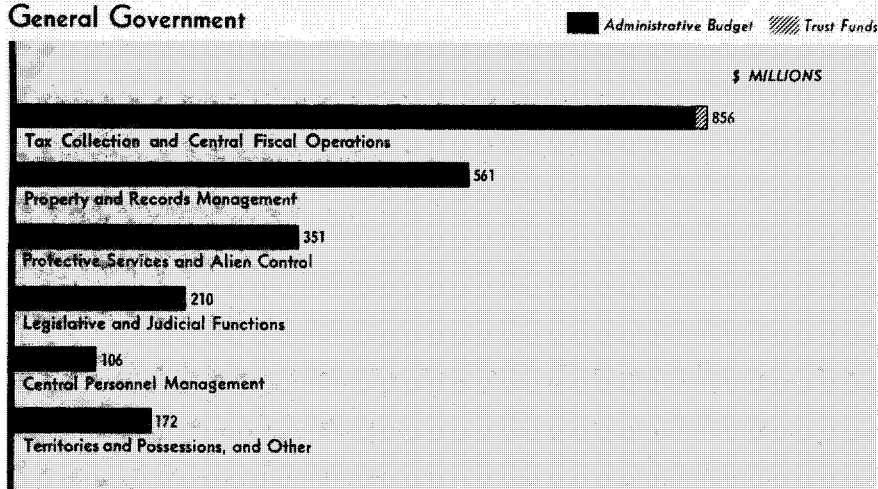 General Government
Administrative Budget Trust Funds
$ MILLIONS
856
Tax Collection and Central Fiscal Operations
561
Property and Records Management
351
Protective Services and Alien Control
210
Legislative and Judicial Functions
106
Central Personnel Management
172
Territories and Possessions, and Other